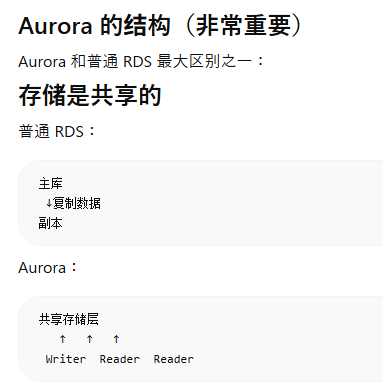 Aurora 的结构（非常重要）
Aurora 和普通 RDS 最大区别之一：
存储是共享的
普通 RDS：
主库
↓复制数据
副本
Aurora：
共享存储层
↑ ↑ ↑
Writer Reader Reader